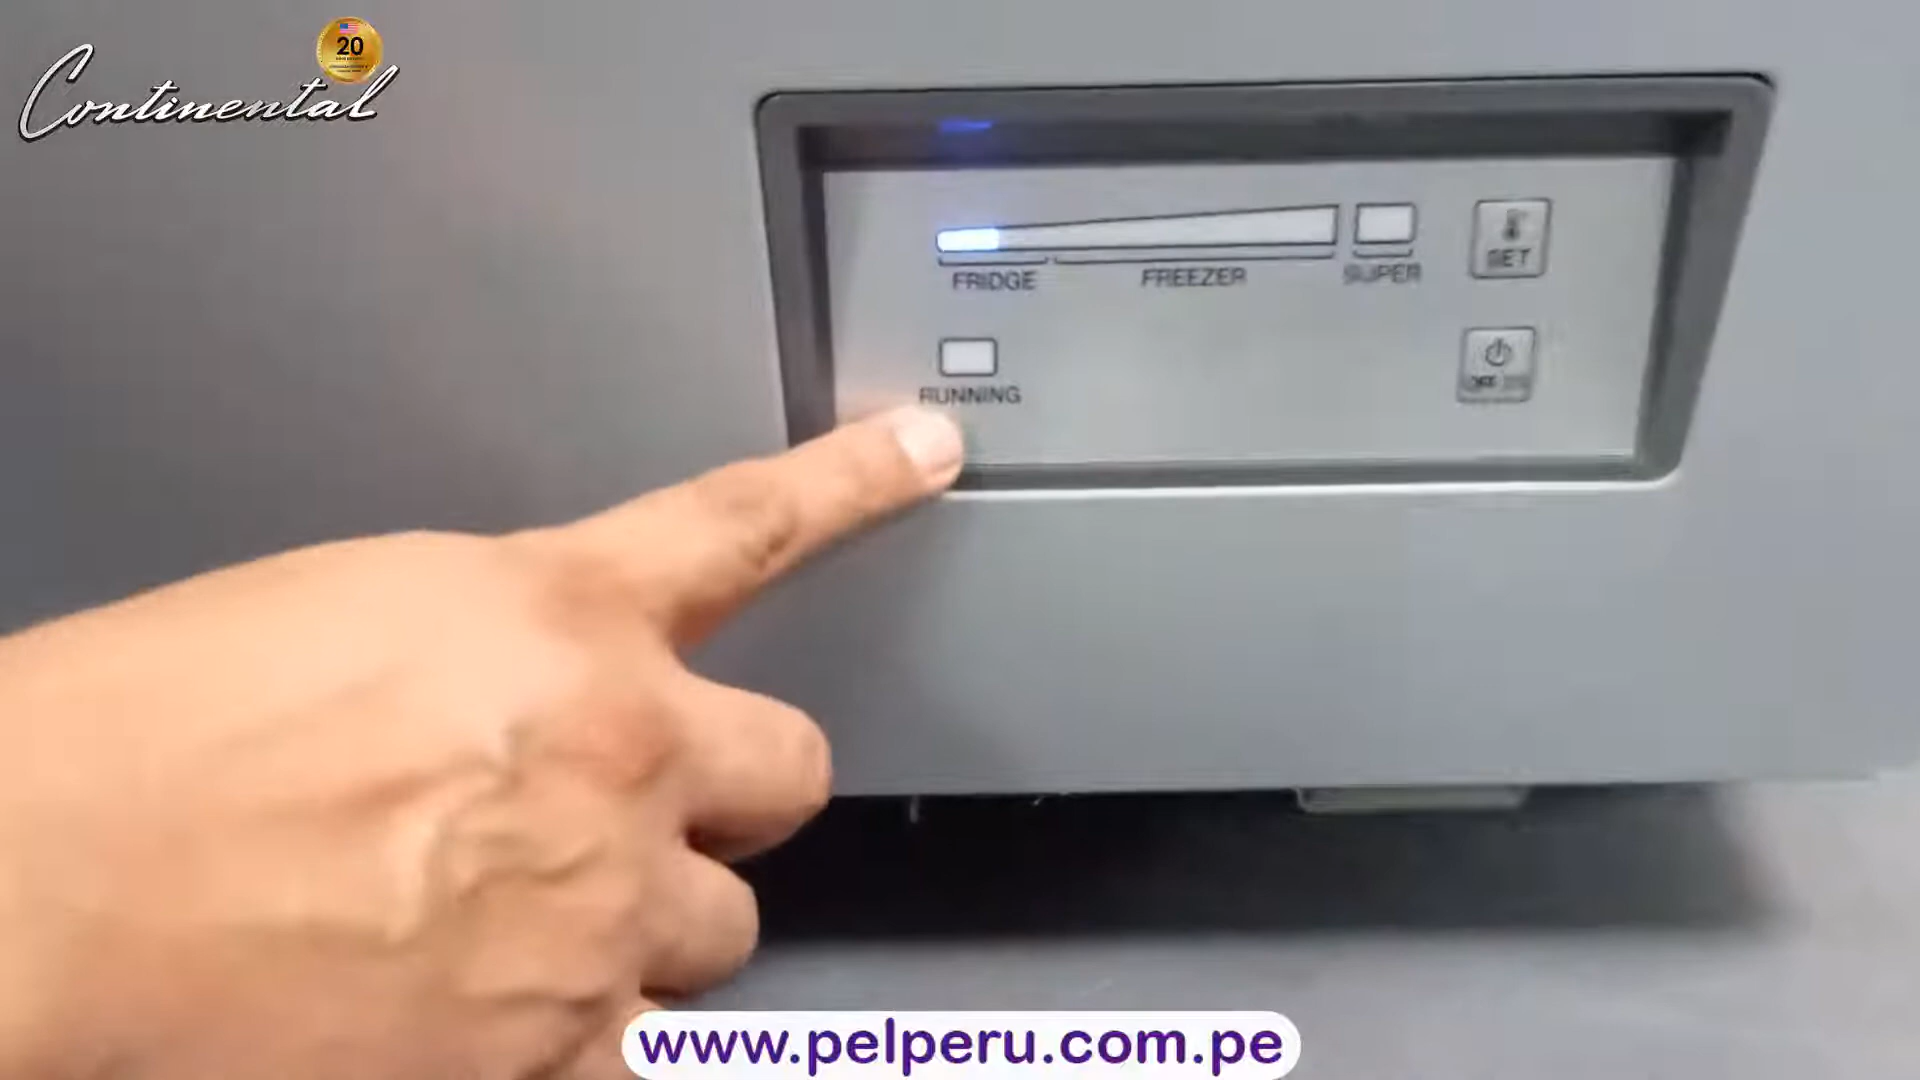 Continental
20
FRIDGE
FREEZER
SUPER
SET
RUNNING
www.pelperu.com.pe